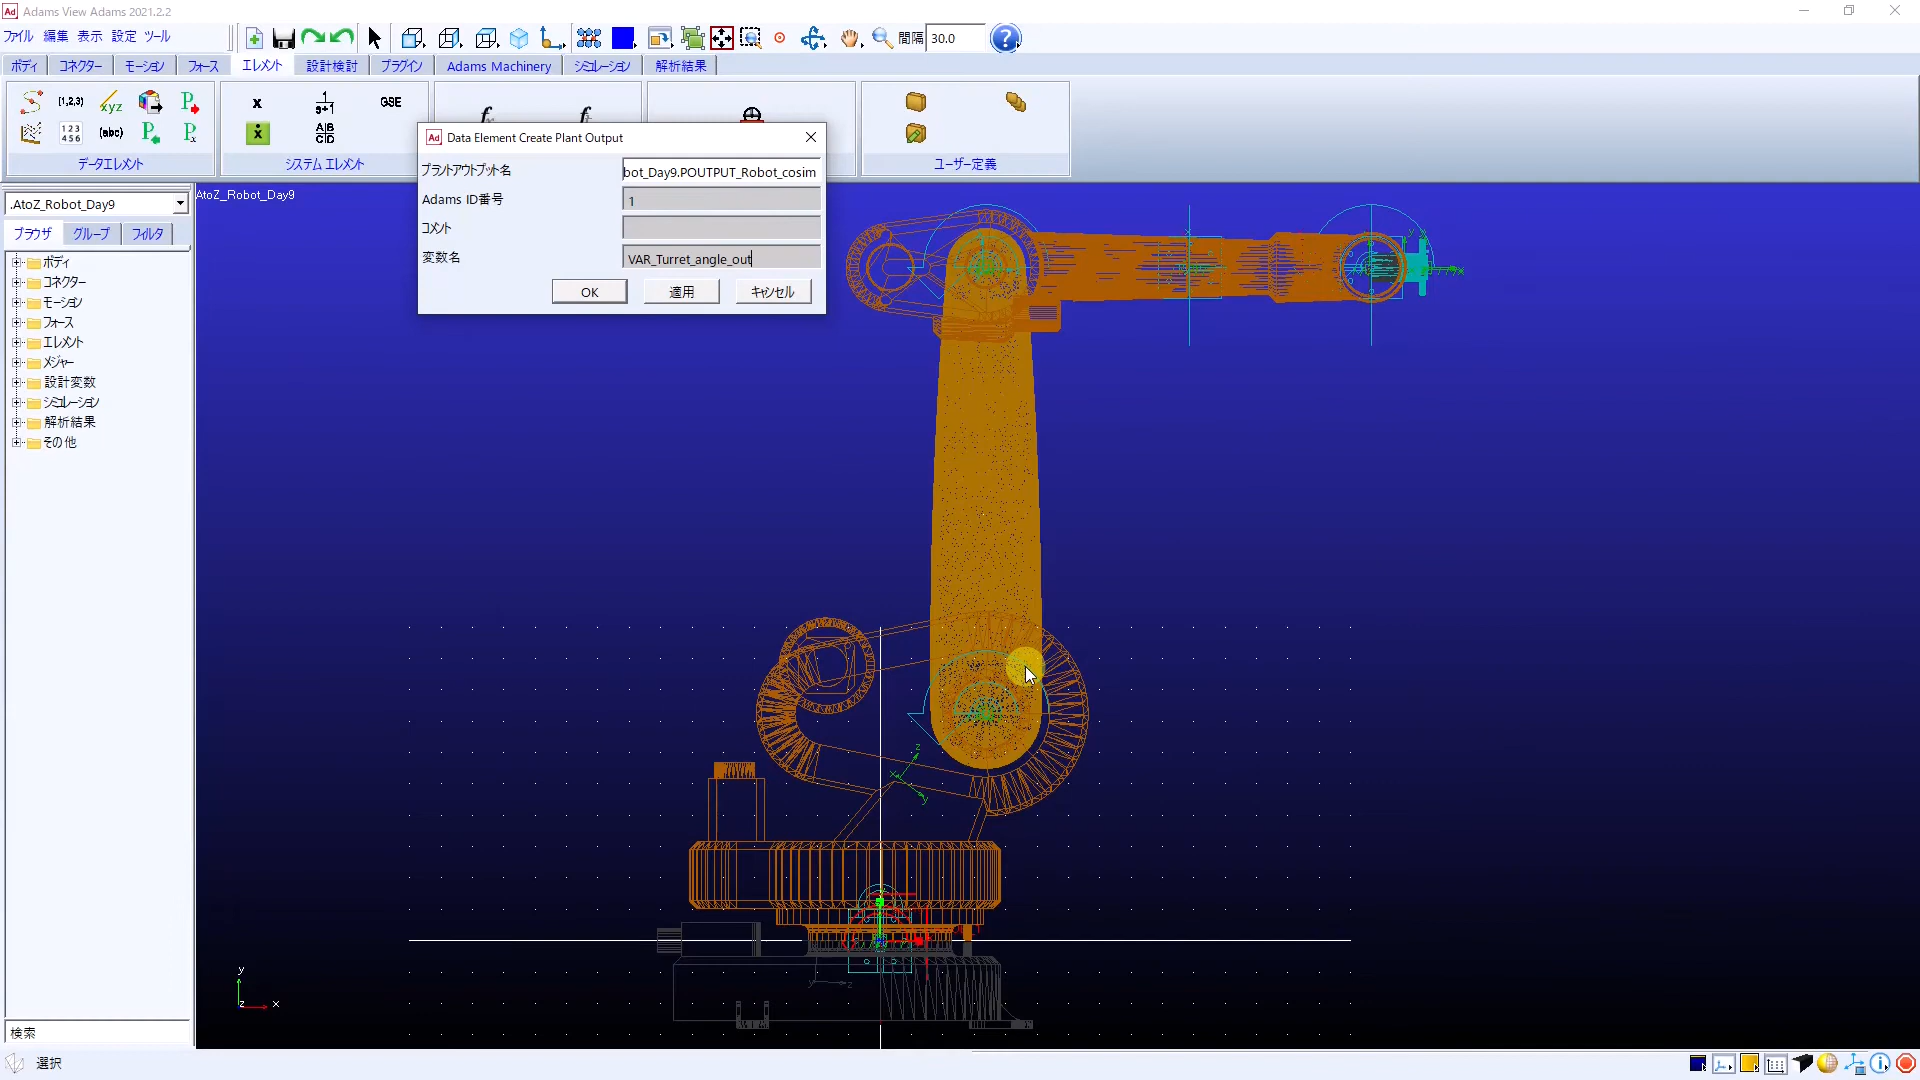 Adams View Adams 2021.2.2
ファイル 編集 表示 設定 ツール
間隔 30.0
ボディ コネクター モーション フォース エレメント 設計検討 プラグイン Adams Machinery シミュレーション 解析結果
データエレメント
システム エレメント
ユーザー定義
Data Element Create Plant Output
プラントアウトプット名 bot_Day9.POUTPUT_Robot_cosim
Adams ID番号 1
コメント
変数名 VAR_Turret_angle_out
OK 適用 キャンセル
.AtoZ_Robot_Day9
AtoZ_Robot_Day9
ブラウザ グループ フィルタ
ボディ
コネクター
モーション
フォース
エレメント
メジャー
設計変数
シミュレーション
解析結果
その他
検索
選択